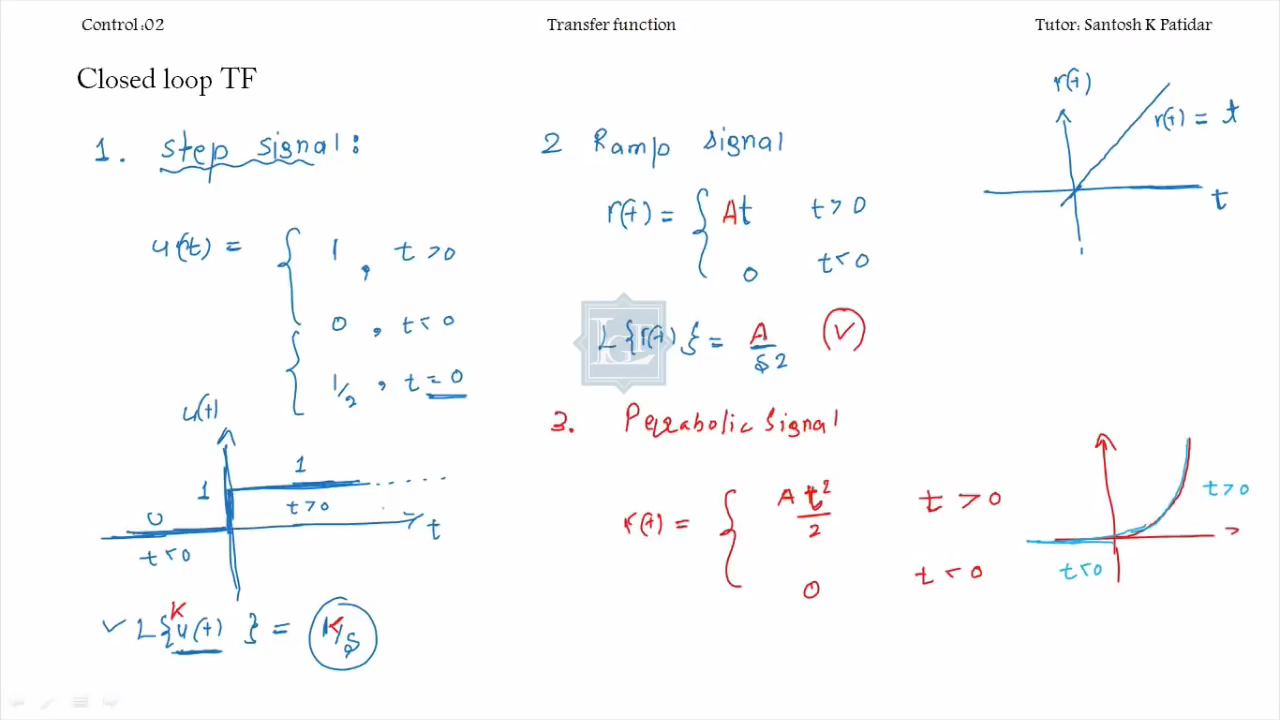 Control :02 Transfer function Tutor: Santosh K Patidar
Closed loop TF
1. Step signal:
u(t) =
1 , t > 0
0 , t < 0
1/2 , t = 0
u(t)
1
1
t > 0
0
t < 0
t
L{K u(t)} = K/s
2 Ramp signal
r(t) = { At t > 0
0 t < 0
L{r(t)} = A/s2
r(t)
r(t) = t
t
3. Parabolic Signal
r(t) = { At²/2 t > 0
0 t < 0
t > 0
t < 0